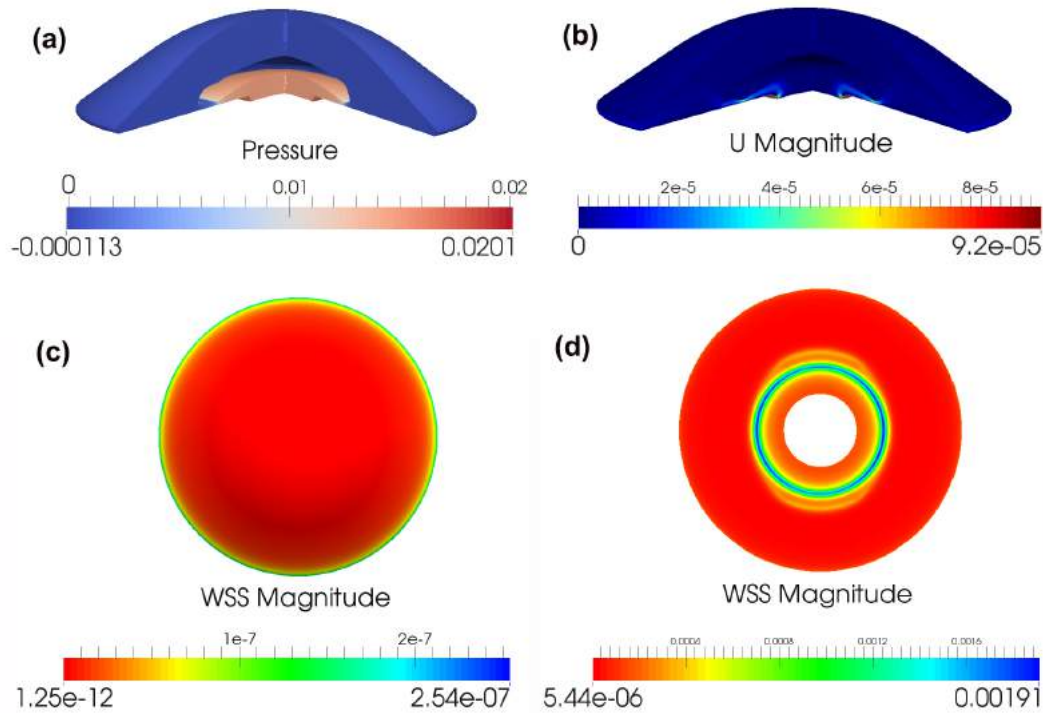 (a)
Pressure
0 0.01 0.02
-0.000113 0.0201
(b)
U Magnitude
2e-5 4e-5 6e-5 8e-5
0 9.2e-05
(c)
WSS Magnitude
1e-7 2e-7
1.25e-12 2.54e-07
(d)
WSS Magnitude
0.0008 0.0012 0.0016
5.44e-06 0.00191